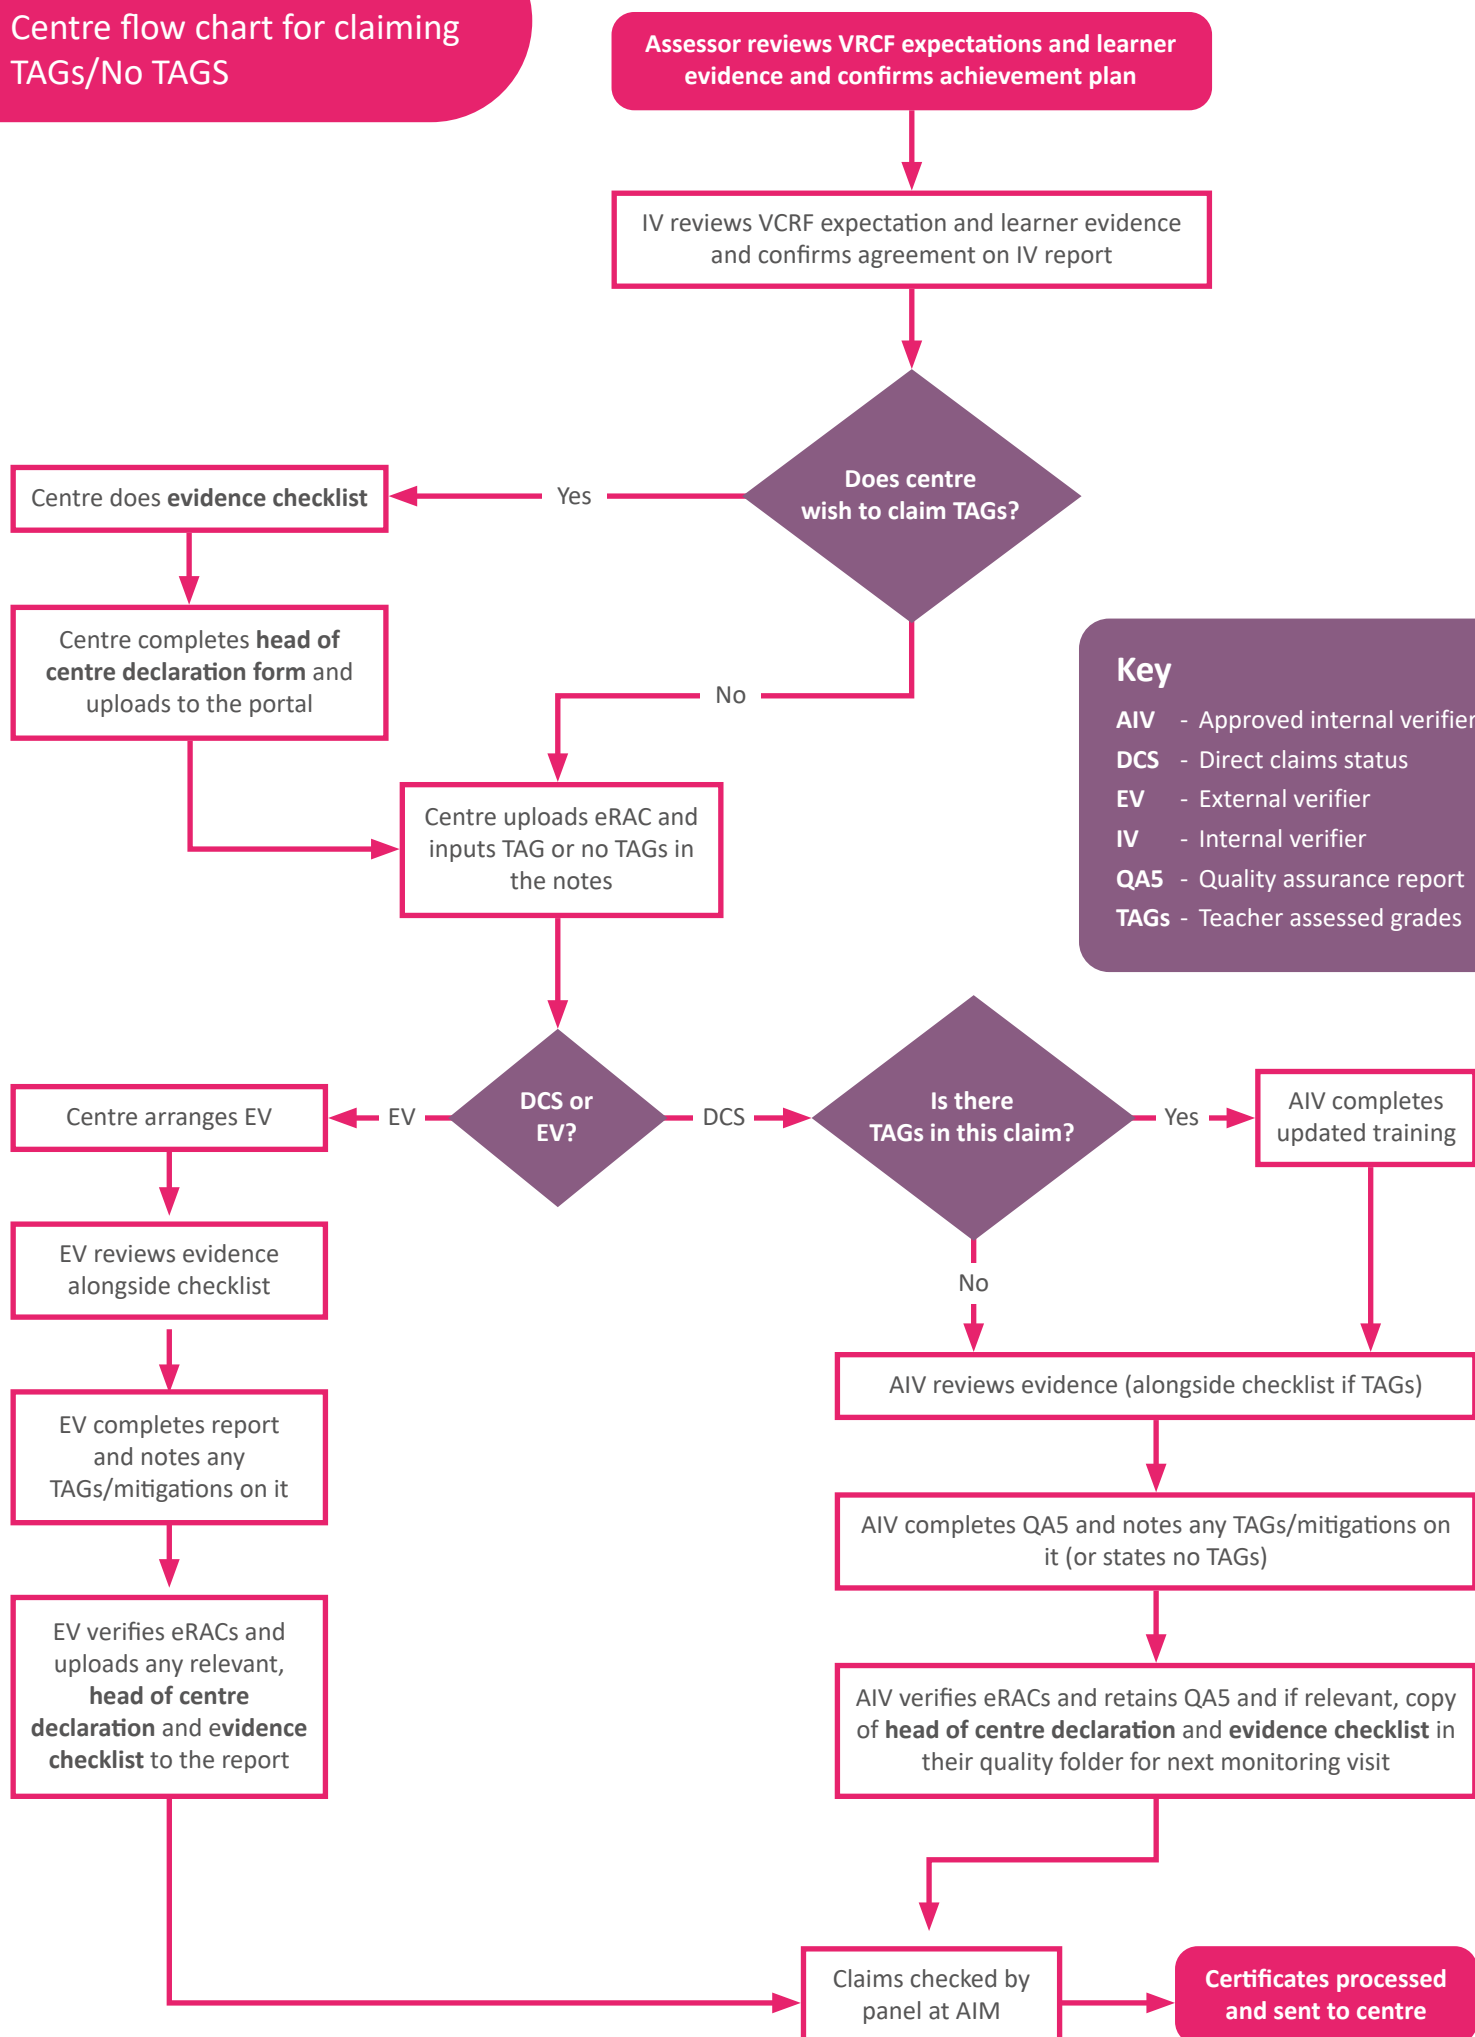 Centre flow chart for claiming
TAGs/No TAGS
Assessor reviews VRCF expectations and learner
evidence and confirms achievement plan
IV reviews VCRF expectation and learner evidence
and confirms agreement on IV report
Does centre
wish to claim TAGs?
Yes
Centre does evidence checklist
Centre completes head of
centre declaration form and
uploads to the portal
No
Key
AIV - Approved internal verifier
DCS - Direct claims status
EV - External verifier
IV - Internal verifier
QA5 - Quality assurance report
TAGs - Teacher assessed grades
Centre uploads eRAC and
inputs TAG or no TAGs in
the notes
DCS or
EV?
EV
Centre arranges EV
DCS
Is there
TAGs in this claim?
Yes
AIV completes
updated training
EV reviews evidence
alongside checklist
No
AIV reviews evidence (alongside checklist if TAGs)
EV completes report
and notes any
TAGs/mitigations on it
AIV completes QA5 and notes any TAGs/mitigations on
it (or states no TAGs)
EV verifies eRACs and
uploads any relevant,
head of centre
declaration and evidence
checklist to the report
AIV verifies eRACs and retains QA5 and if relevant, copy
of head of centre declaration and evidence checklist in
their quality folder for next monitoring visit
Claims checked by
panel at AIM
Certificates processed
and sent to centre